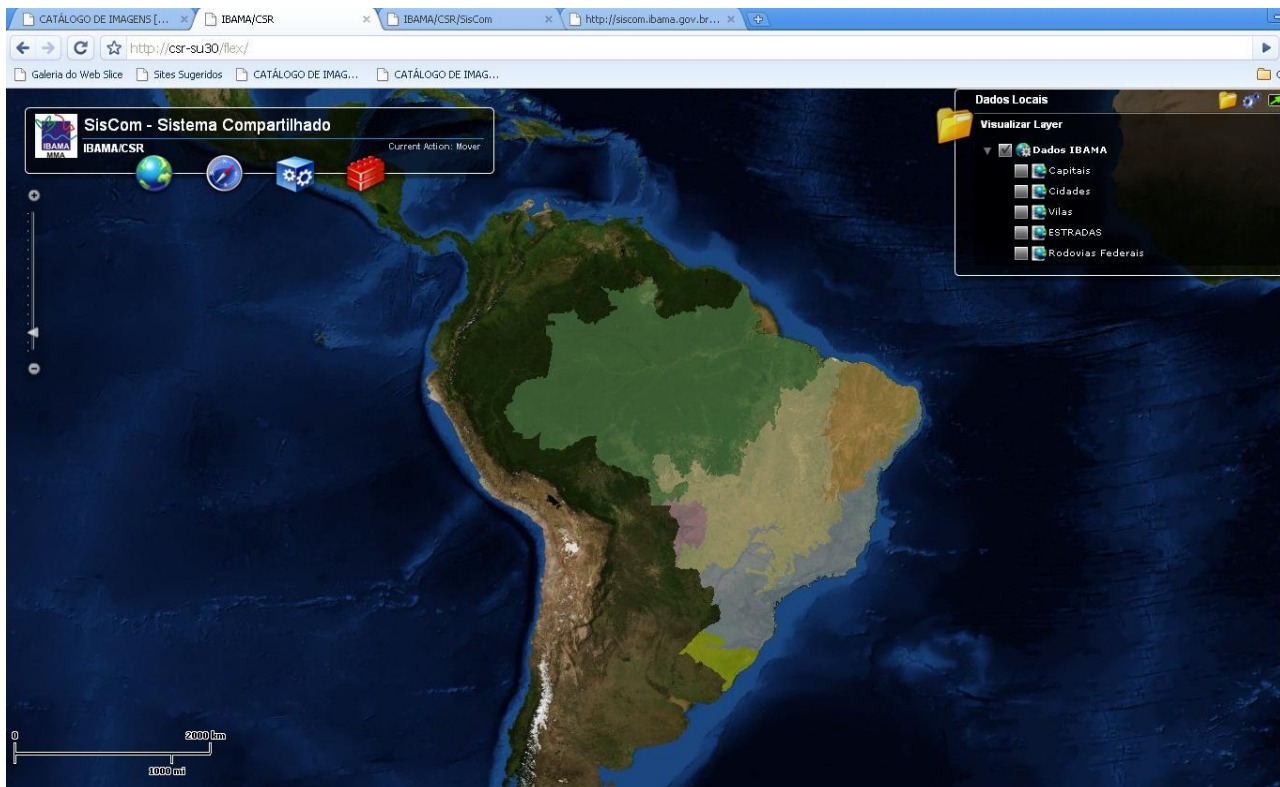 CATÁLOGO DE IMAGENS [...
IBAMA/CSR
IBAMA/CSR/SisCom
http://siscom.ibama.gov.br...
http://csr-su30/flex/
Galeria do Web Slice
Sites Sugeridos
CATÁLOGO DE IMAG...
CATÁLOGO DE IMAG...
SisCom - Sistema Compartilhado
IBAMA
MMA
IBAMA/CSR
Current Action: Mover
Dados Locais
Visualizar Layer
Dados IBAMA
Capitais
Cidades
Vilas
ESTRADAS
Rodovias Federais
0
2000 km
1000 mi